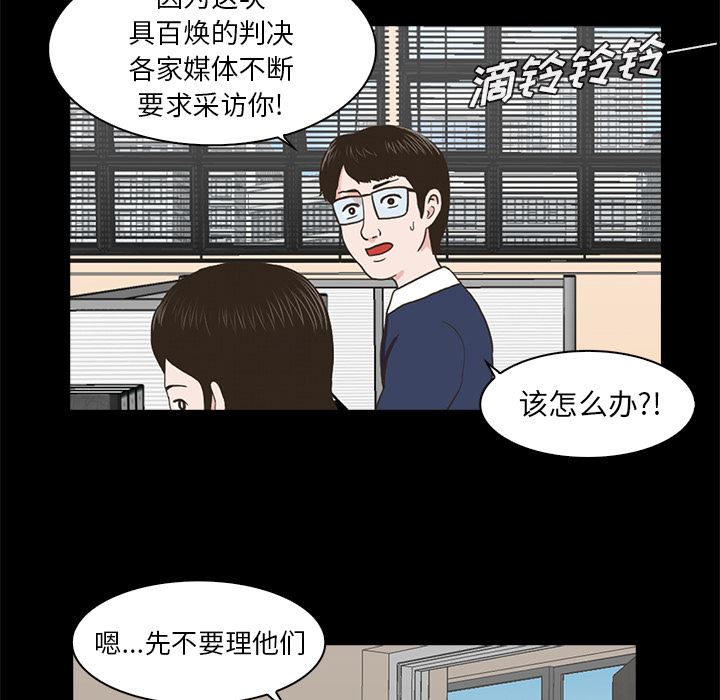 因为这次
具百焕的判决
各家媒体不断
要求采访你!
滴铃铃铃
该怎么办?!
嗯...先不要理他们